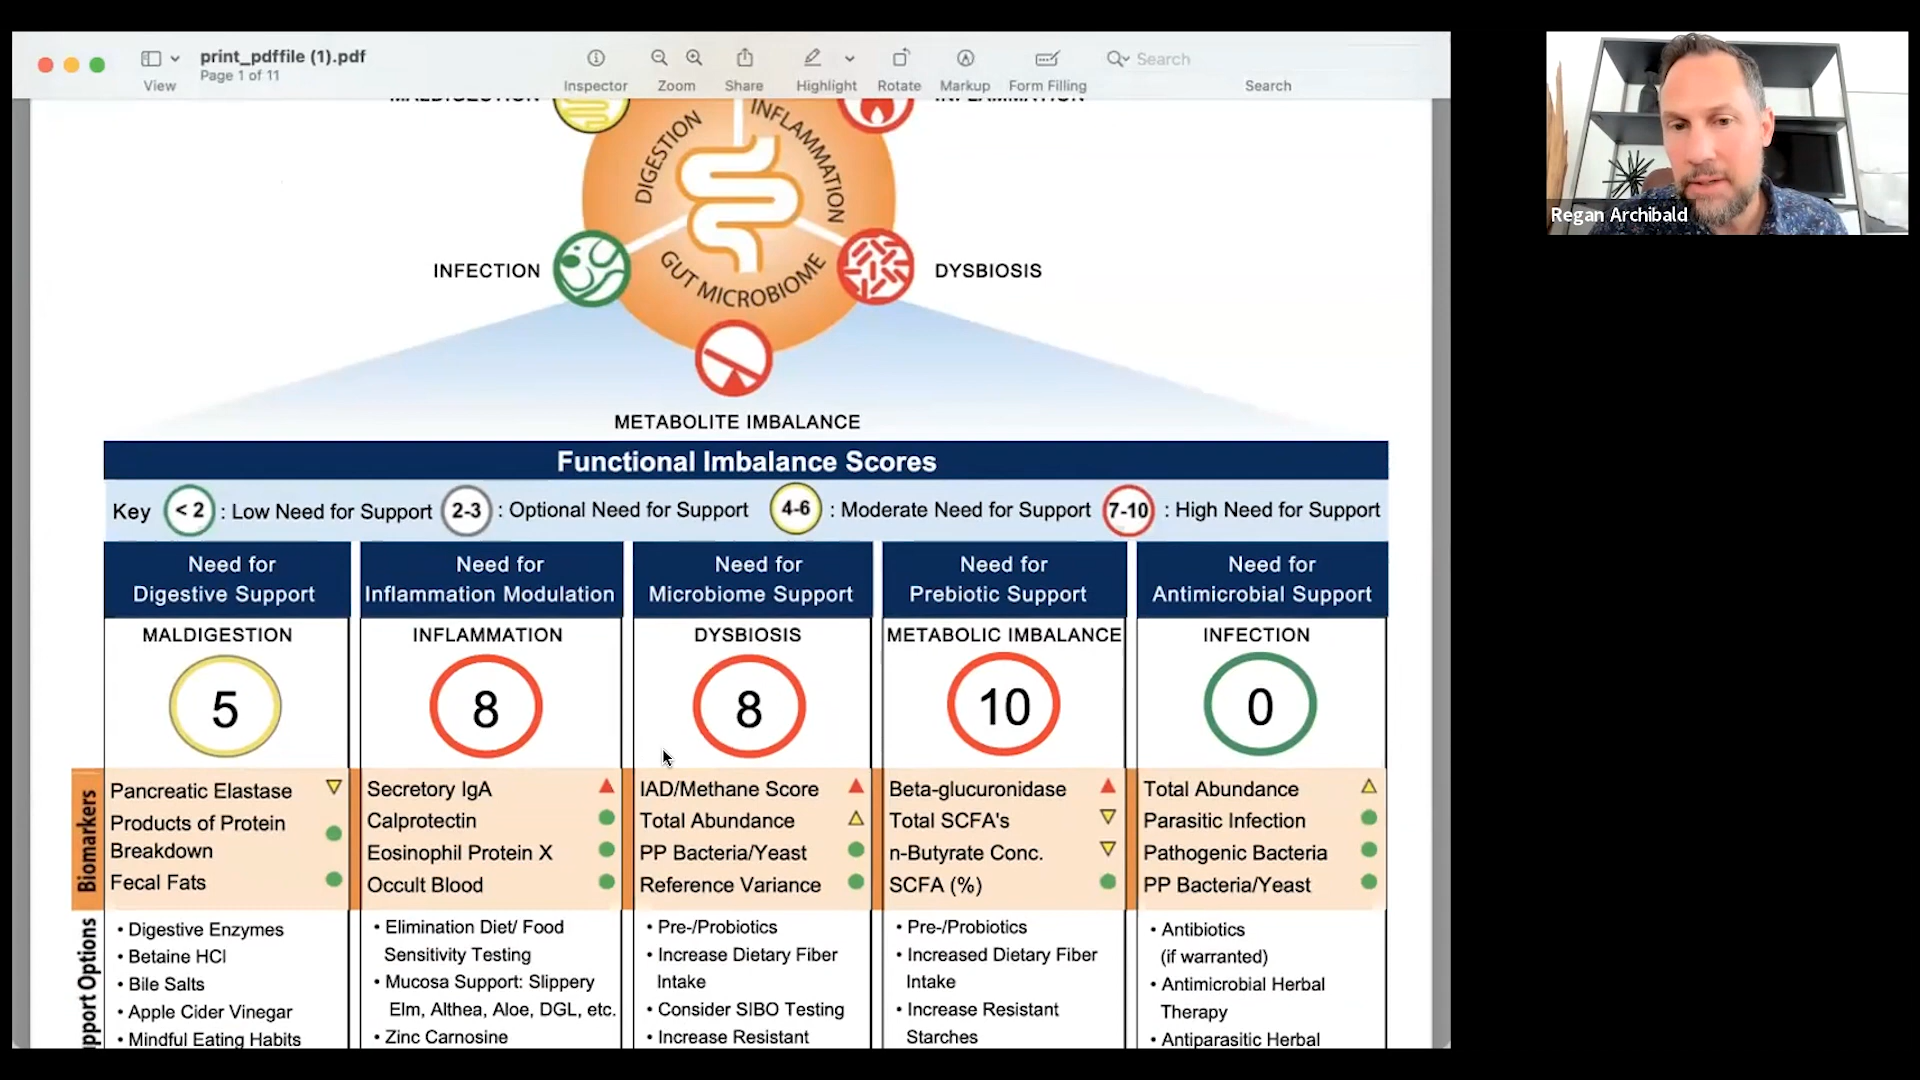 print_pdffile (1).pdf
Page 1 of 11
View
Inspector
Zoom
Share
Highlight
Rotate
Markup
Form Filling
Search
Search
Regan Archibald
MALDIGESTION
INFLAMMATION
DIGESTION
INFLAMMATION
GUT MICROBIOME
INFECTION
DYSBIOSIS
METABOLITE IMBALANCE
Functional Imbalance Scores
Key < 2 : Low Need for Support 2-3 : Optional Need for Support 4-6 : Moderate Need for Support 7-10 : High Need for Support
Need for
Digestive Support
MALDIGESTION
5
Need for
Inflammation Modulation
INFLAMMATION
8
Need for
Microbiome Support
DYSBIOSIS
8
Need for
Prebiotic Support
METABOLIC IMBALANCE
10
Need for
Antimicrobial Support
INFECTION
0
Biomarkers
Pancreatic Elastase
Products of Protein
Breakdown
Fecal Fats
Secretory IgA
Calprotectin
Eosinophil Protein X
Occult Blood
IAD/Methane Score
Total Abundance
PP Bacteria/Yeast
Reference Variance
Beta-glucuronidase
Total SCFA's
n-Butyrate Conc.
SCFA (%)
Total Abundance
Parasitic Infection
Pathogenic Bacteria
PP Bacteria/Yeast
pport Options
• Digestive Enzymes
• Betaine HCl
• Bile Salts
• Apple Cider Vinegar
• Mindful Eating Habits
• Elimination Diet/ Food
Sensitivity Testing
• Mucosa Support: Slippery
Elm, Althea, Aloe, DGL, etc.
• Zinc Carnosine
• Pre-/Probiotics
• Increase Dietary Fiber
Intake
• Consider SIBO Testing
• Increase Resistant
• Pre-/Probiotics
• Increased Dietary Fiber
Intake
• Increase Resistant
Starches
• Antibiotics
(if warranted)
• Antimicrobial Herbal
Therapy
• Antiparasitic Herbal